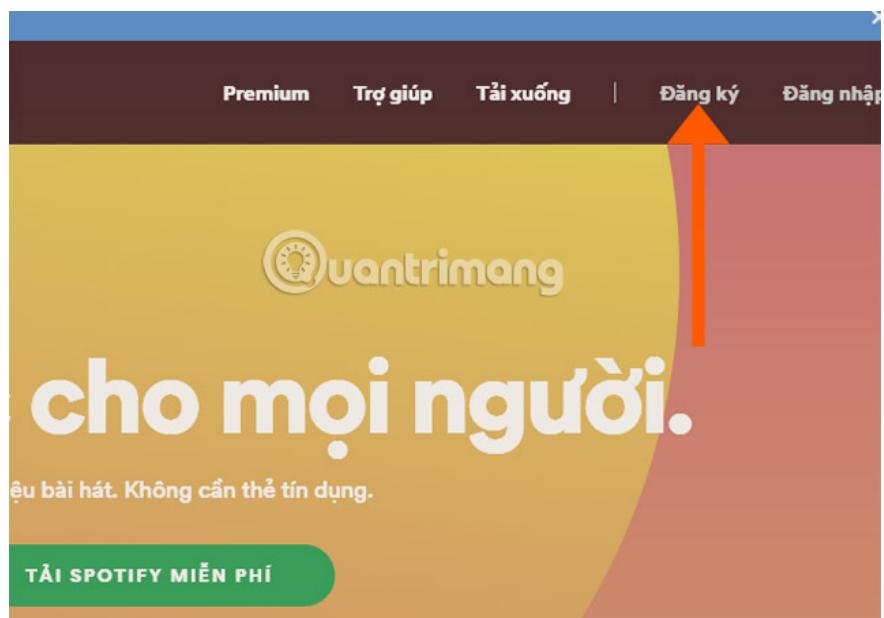 Premium Trợ giúp Tải xuống | Đăng ký Đăng nhập
Quantrimang
cho mọi người.
ệu bài hát. Không cần thẻ tín dụng.
TẢI SPOTIFY MIỄN PHÍ